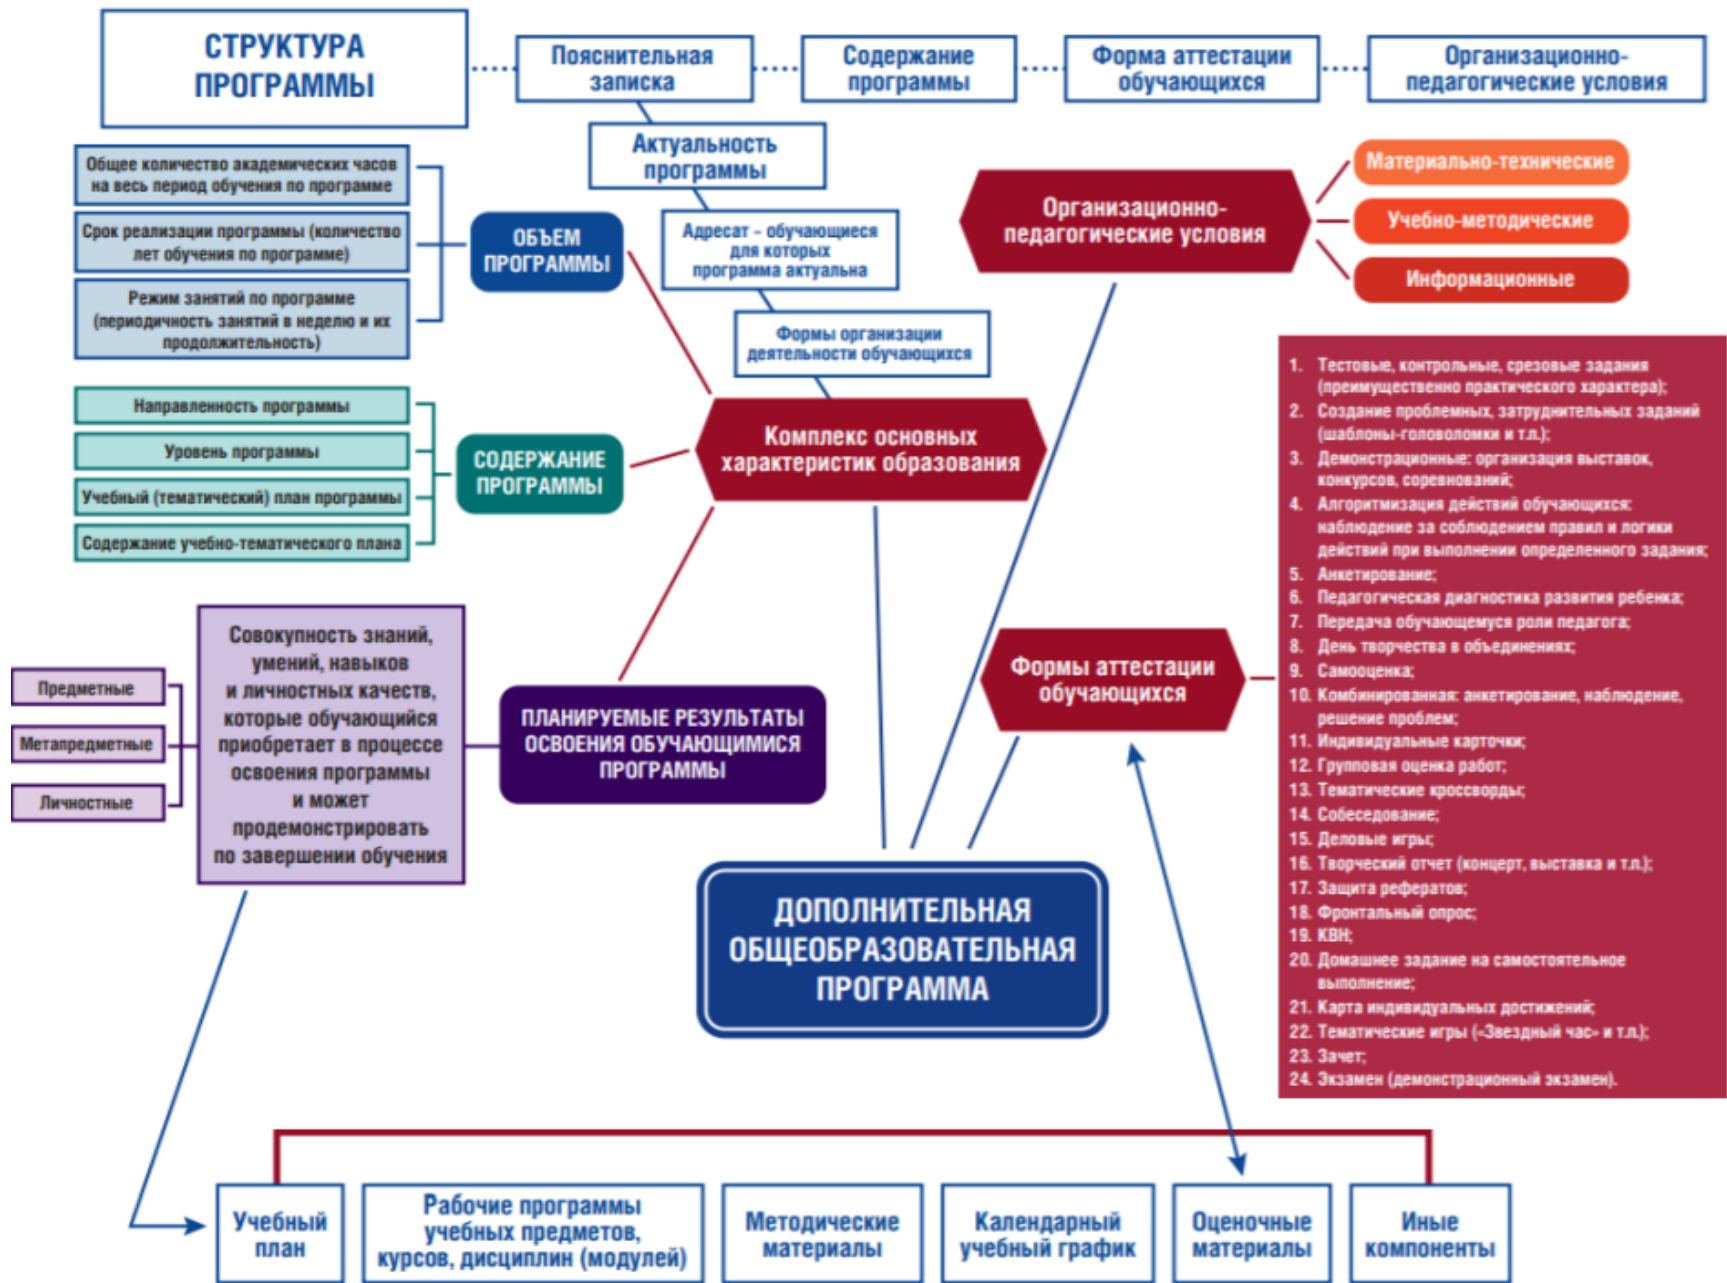 СТРУКТУРА
ПРОГРАММЫ
Пояснительная
записка
Содержание
программы
Форма аттестации
обучающихся
Организационно-
педагогические условия
Актуальность
программы
Адресат – обучающиеся
для которых
программа актуальна
Формы организации
деятельности обучающихся
Общее количество академических часов
на весь период обучения по программе
Срок реализации программы (количество
лет обучения по программе)
Режим занятий по программе
(периодичность занятий в неделю и их
продолжительность)
ОБЪЕМ
ПРОГРАММЫ
Организационно-
педагогические условия
Материально-технические
Учебно-методические
Информационные
Направленность программы
Уровень программы
Учебный (тематический) план программы
Содержание учебно-тематического плана
СОДЕРЖАНИЕ
ПРОГРАММЫ
Комплекс основных
характеристик образования
Предметные
Метапредметные
Личностные
Совокупность знаний,
умений, навыков
и личностных качеств,
которые обучающийся
приобретает в процессе
освоения программы
и может
продемонстрировать
по завершении обучения
ПЛАНИРУЕМЫЕ РЕЗУЛЬТАТЫ
ОСВОЕНИЯ ОБУЧАЮЩИМИСЯ
ПРОГРАММЫ
Формы аттестации
обучающихся
1. Тестовые, контрольные, срезовые задания
(преимущественно практического характера);
2. Создание проблемных, затруднительных заданий
(шаблоны-головоломки и т.п.);
3. Демонстрационные: организация выставок,
конкурсов, соревнований;
4. Алгоритмизация действий обучающихся:
наблюдение за соблюдением правил и логики
действий при выполнении определенного задания;
5. Анкетирование;
6. Педагогическая диагностика развития ребенка;
7. Передача обучающемуся роли педагога;
8. День творчества в объединениях;
9. Самооценка;
10. Комбинированная: анкетирование, наблюдение,
решение проблем;
11. Индивидуальные карточки;
12. Групповая оценка работ;
13. Тематические кроссворды;
14. Собеседование;
15. Деловые игры;
16. Творческий отчет (концерт, выставка и т.п.);
17. Защита рефератов;
18. Фронтальный опрос;
19. КВН;
20. Домашнее задание на самостоятельное
выполнение;
21. Карта индивидуальных достижений;
22. Тематические игры («Звездный час» и т.п.);
23. Зачет;
24. Экзамен (демонстрационный экзамен).
ДОПОЛНИТЕЛЬНАЯ
ОБЩЕОБРАЗОВАТЕЛЬНАЯ
ПРОГРАММА
Учебный
план
Рабочие программы
учебных предметов,
курсов, дисциплин (модулей)
Методические
материалы
Календарный
учебный график
Оценочные
материалы
Иные
компоненты